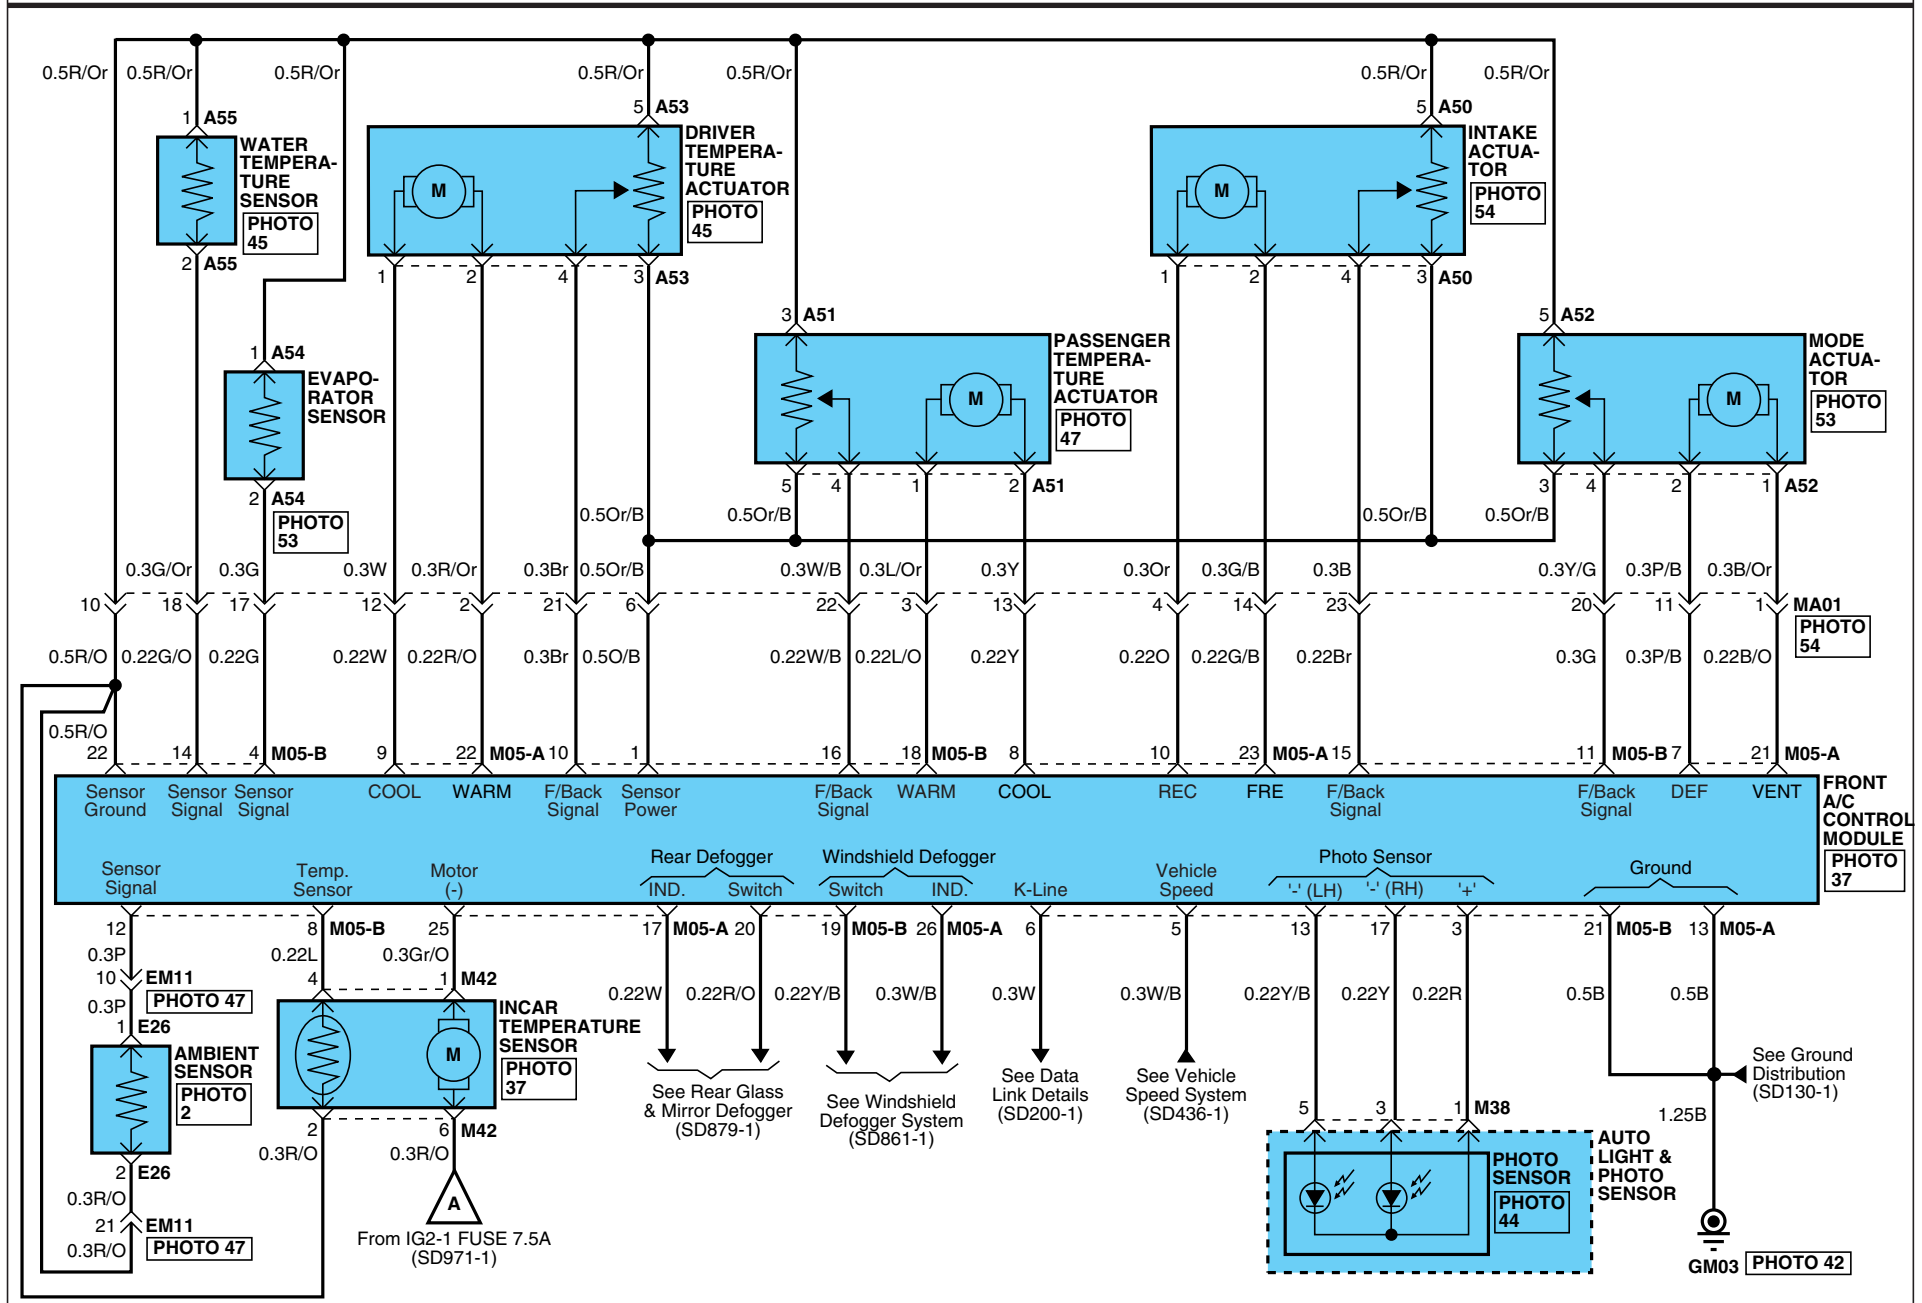 0.5R/Or 0.5R/Or 0.5R/Or 0.5R/Or 0.5R/Or 0.5R/Or 0.5R/Or
1 A55
WATER
TEMPERA-
TURE
SENSOR
PHOTO
45
2 A55
5 A53
DRIVER
TEMPERA-
TURE
ACTUATOR
PHOTO
45
M
1 2 4 3 A53
5 A50
INTAKE
ACTUA-
TOR
PHOTO
54
M
1 2 4 3 A50
1 A54
EVAPO-
RATOR
SENSOR
2 A54
PHOTO
53
3 A51
PASSENGER
TEMPERA-
TURE
ACTUATOR
PHOTO
47
M
5 4 1 2 A51
5 A52
MODE
ACTUA-
TOR
PHOTO
53
M
3 4 2 1 A52
0.5Or/B 0.5Or/B 0.5Or/B 0.5Or/B
0.3G/Or 0.3G 0.3W 0.3R/Or 0.3Br 0.5Or/B 0.3W/B 0.3L/Or 0.3Y 0.3Or 0.3G/B 0.3B 0.3Y/G 0.3P/B 0.3B/Or
10 18 17 12 2 21 6 22 3 13 4 14 23 20 11 1 MA01
PHOTO
54
0.5R/O 0.22G/O 0.22G 0.22W 0.22R/O 0.3Br 0.5O/B 0.22W/B 0.22L/O 0.22Y 0.22O 0.22G/B 0.22Br 0.3G 0.3P/B 0.22B/O
0.5R/O
22 14 4 M05-B 9 22 M05-A 10 1 16 18 M05-B 8 10 23 M05-A 15 11 M05-B 7 21 M05-A
Sensor Sensor Sensor COOL WARM F/Back Sensor F/Back WARM COOL REC FRE F/Back F/Back DEF VENT
Ground Signal Signal Signal Power Signal Signal Signal
FRONT
A/C
CONTROL
MODULE
PHOTO
37
Rear Defogger Windshield Defogger Photo Sensor Ground
Sensor Temp. Motor Vehicle
Signal Sensor (-) IND. Switch Switch IND. K-Line Speed '-' (LH) '-' (RH) '+'
12 8 M05-B 25 17 M05-A 20 19 M05-B 26 M05-A 6 5 13 17 3 21 M05-B 13 M05-A
0.3P 0.22L 0.3Gr/O
10 EM11
PHOTO 47
0.3P
4 1 M42
0.22W 0.22R/O 0.22Y/B 0.3W/B 0.3W 0.3W/B 0.22Y/B 0.22Y 0.22R 0.5B 0.5B
1 E26
AMBIENT
SENSOR
PHOTO
2
2 E26
0.3R/O
21 EM11
PHOTO 47
0.3R/O
INCAR
TEMPERATURE
SENSOR
PHOTO
37
M
2 6 M42
0.3R/O 0.3R/O
A
From IG2-1 FUSE 7.5A
(SD971-1)
See Rear Glass
& Mirror Defogger
(SD879-1)
See Windshield
Defogger System
(SD861-1)
See Data
Link Details
(SD200-1)
See Vehicle
Speed System
(SD436-1)
5 3 1 M38
AUTO
LIGHT &
PHOTO
SENSOR
PHOTO
SENSOR
PHOTO
44
See Ground
Distribution
(SD130-1)
1.25B
GM03 PHOTO 42